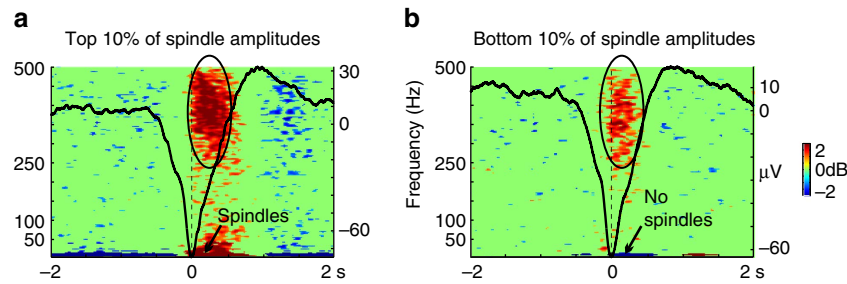 a
Top 10% of spindle amplitudes
500
250
100
50
30
0
–60
Spindles
–2
0
2 s
b
Bottom 10% of spindle amplitudes
Frequency (Hz)
500
250
100
50
10
0
–60
μV
No
spindles
–2
0
2 s
2
0dB
–2